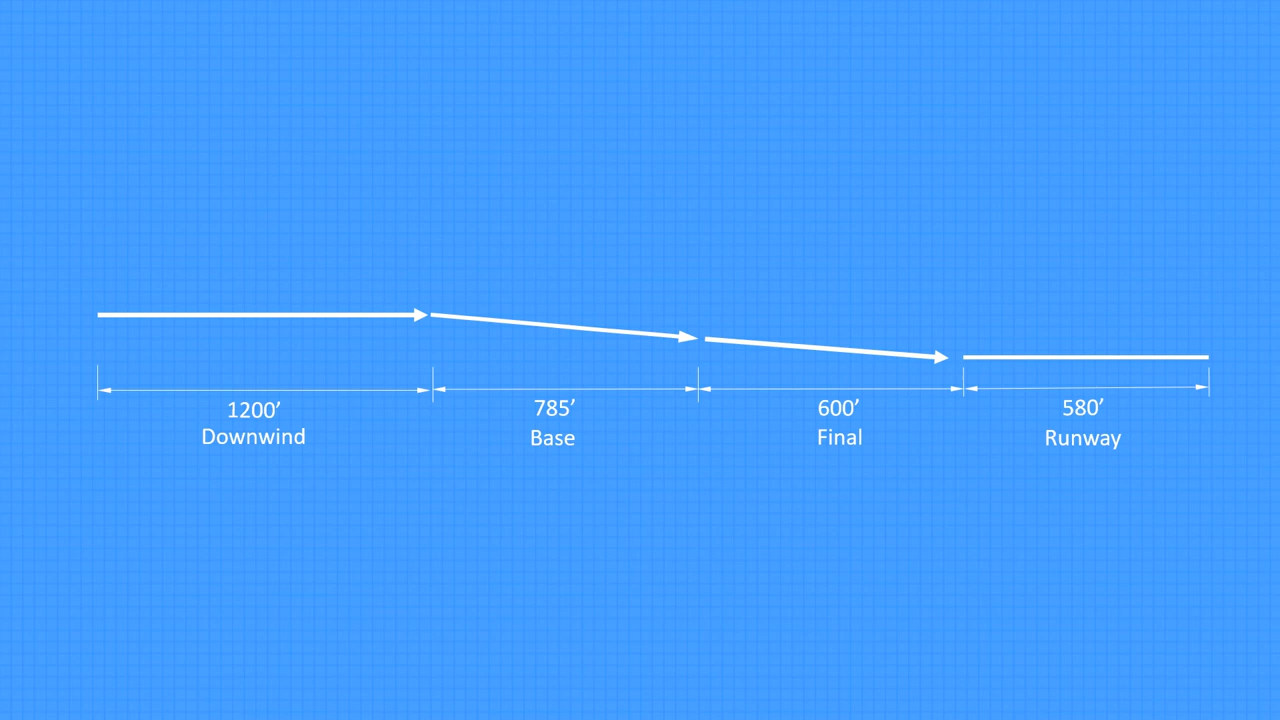 1200’
Downwind
785’
Base
600’
Final
580’
Runway